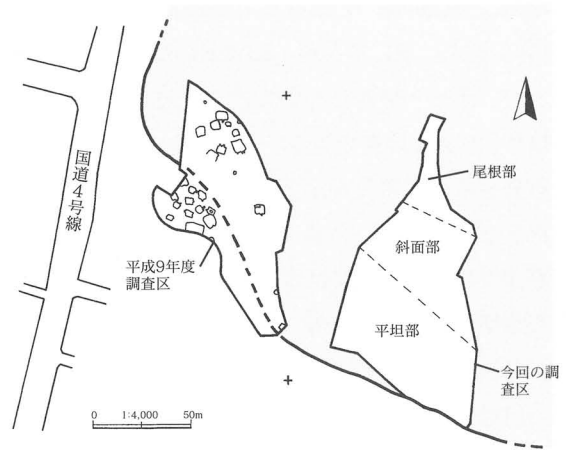 国道4号線
平成9年度
調査区
尾根部
斜面部
平坦部
今回の調
査区
0 1:4,000 50m